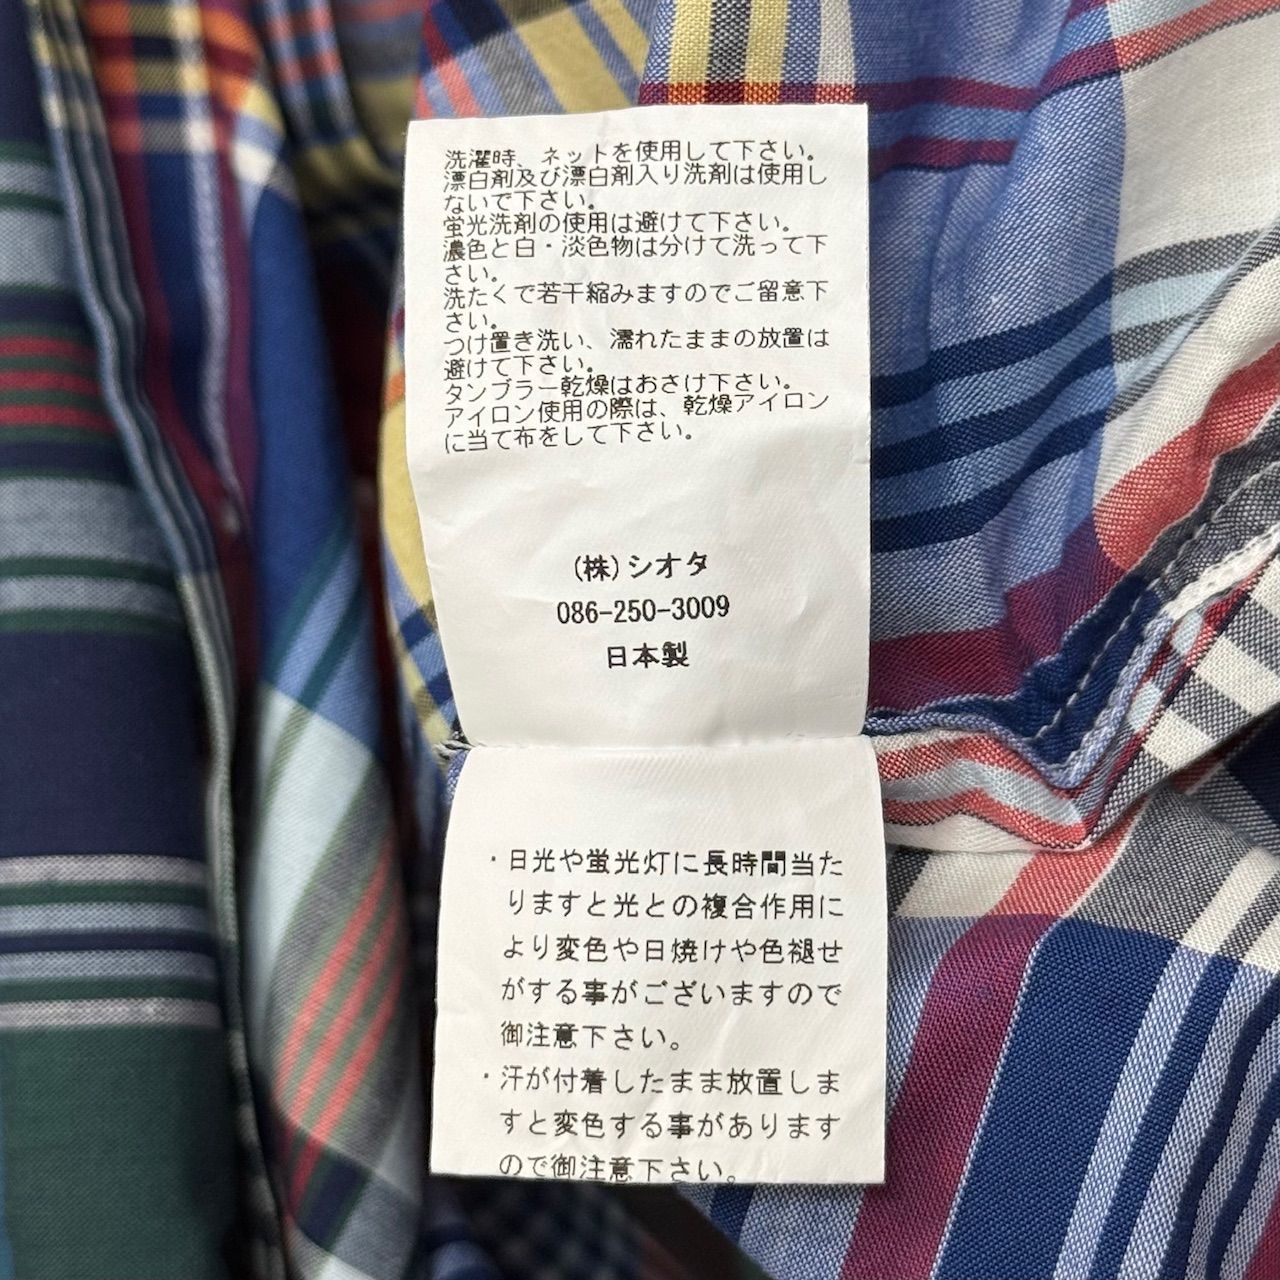 洗濯時、ネットを使用して下さい。
漂白剤及び漂白剤入り洗剤は使用し
ないで下さい。
蛍光洗剤の使用は避けて下さい。
濃色と白・淡色物は分けて洗って下
さい。
洗たくで若干縮みますのでご留意下
さい。
つけ置き洗い、濡れたままの放置は
避けて下さい。
タンブラー乾燥はおさけ下さい。
アイロン使用の際は、乾燥アイロン
に当て布をして下さい。
(株)シオタ
086-250-3009
日本製
・日光や蛍光灯に長時間当た
りますと光との複合作用に
より変色や日焼けや色褪せ
がする事がございますので
御注意下さい。
・汗が付着したまま放置しま
すと変色する事があります
ので御注意下さい。